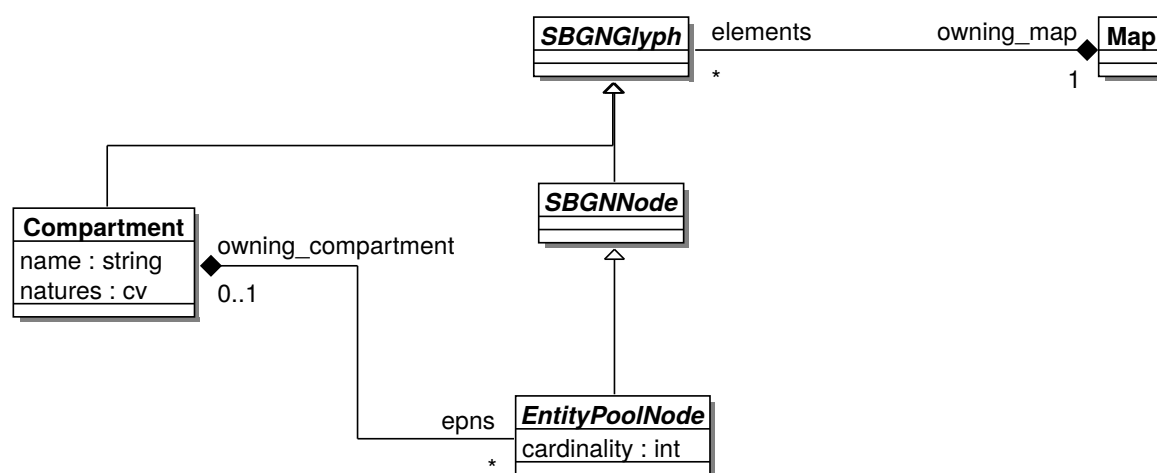 SBGNGlyph
elements
owning_map
Map
*
1
SBGNNode
Compartment
name : string
natures : cv
owning_compartment
0..1
epns
*
EntityPoolNode
cardinality : int